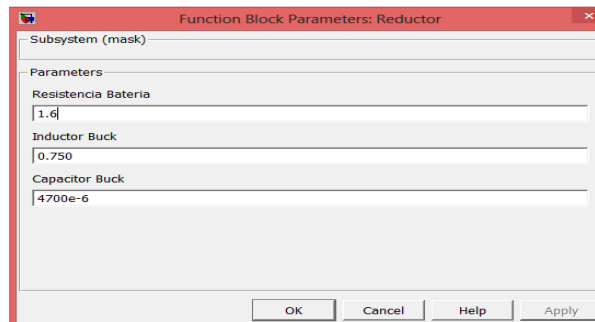 Function Block Parameters: Reductor
Subsystem (mask)
Parameters
Resistencia Bateria
1.6
Inductor Buck
0.750
Capacitor Buck
4700e-6
OK Cancel Help Apply